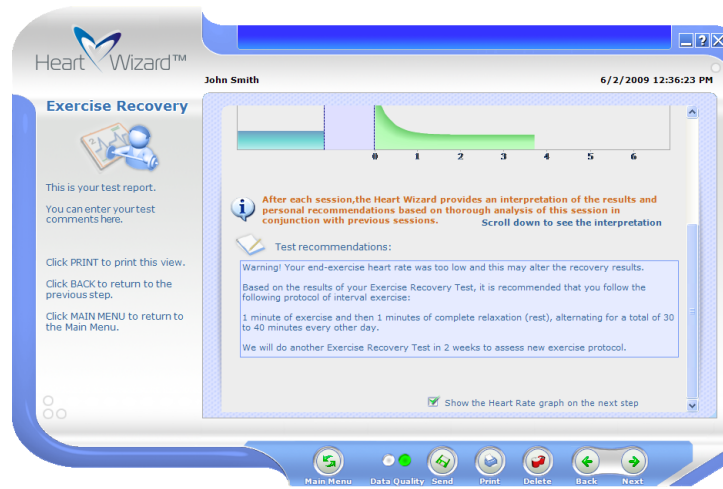 Heart Wizard™
John Smith
6/2/2009 12:36:23 PM
Exercise Recovery
This is your test report.
You can enter your test
comments here.
Click PRINT to print this view.
Click BACK to return to the
previous step.
Click MAIN MENU to return to
the Main Menu.
0 1 2 3 4 5 6
After each session,the Heart Wizard provides an interpretation of the results and
personal recommendations based on thorough analysis of this session in
conjunction with previous sessions.
Scroll down to see the interpretation
Test recommendations:
Warning! Your end-exercise heart rate was too low and this may alter the recovery results.
Based on the results of your Exercise Recovery Test, it is recommended that you follow the
following protocol of interval exercise:
1 minute of exercise and then 1 minutes of complete relaxation (rest), alternating for a total of 30
to 40 minutes every other day.
We will do another Exercise Recovery Test in 2 weeks to assess new exercise protocol.
Show the Heart Rate graph on the next step
Main Menu
Data Quality
Send
Print
Delete
Back
Next